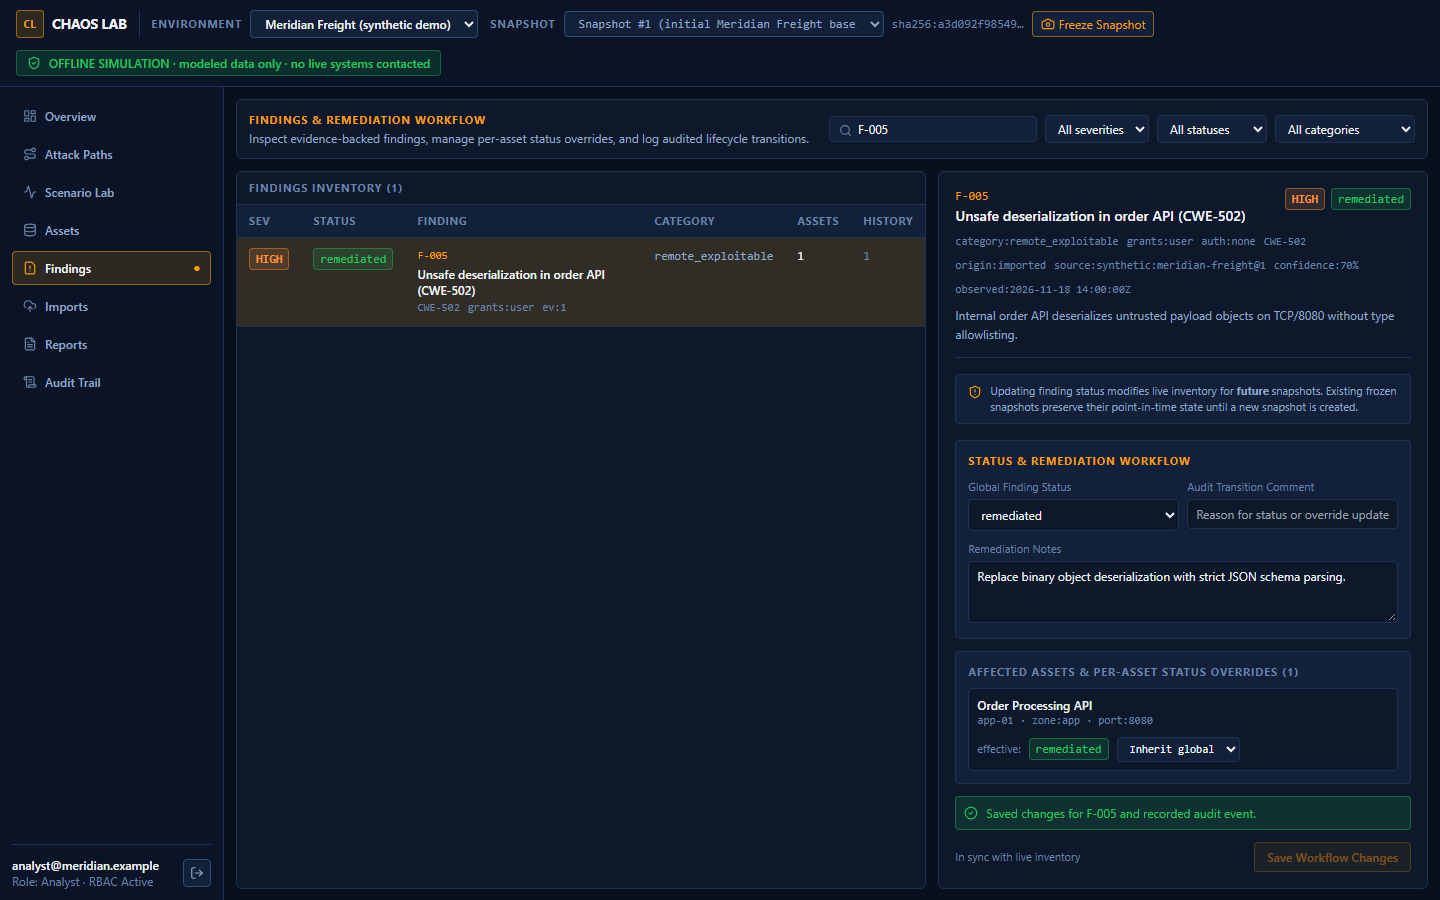 CL CHAOS LAB ENVIRONMENT Meridian Freight (synthetic demo) SNAPSHOT Snapshot #1 (initial Meridian Freight base sha256:a3d092f98549… Freeze Snapshot
OFFLINE SIMULATION · modeled data only · no live systems contacted
Overview
Attack Paths
Scenario Lab
Assets
Findings
Imports
Reports
Audit Trail
analyst@meridian.example
Role: Analyst · RBAC Active
FINDINGS & REMEDIATION WORKFLOW
Inspect evidence-backed findings, manage per-asset status overrides, and log audited lifecycle transitions.
F-005 All severities All statuses All categories
FINDINGS INVENTORY (1)
SEV STATUS FINDING CATEGORY ASSETS HISTORY
HIGH remediated F-005 remote_exploitable 1 1
Unsafe deserialization in order API
(CWE-502)
CWE-502 grants:user ev:1
F-005 HIGH remediated
Unsafe deserialization in order API (CWE-502)
category:remote_exploitable grants:user auth:none CWE-502
origin:imported source:synthetic:meridian-freight@1 confidence:70%
observed:2026-11-18 14:00:00Z
Internal order API deserializes untrusted payload objects on TCP/8080 without type
allowlisting.
Updating finding status modifies live inventory for future snapshots. Existing frozen
snapshots preserve their point-in-time state until a new snapshot is created.
STATUS & REMEDIATION WORKFLOW
Global Finding Status Audit Transition Comment
remediated Reason for status or override update
Remediation Notes
Replace binary object deserialization with strict JSON schema parsing.
AFFECTED ASSETS & PER-ASSET STATUS OVERRIDES (1)
Order Processing API
app-01 · zone:app · port:8080
effective: remediated Inherit global
Saved changes for F-005 and recorded audit event.
In sync with live inventory Save Workflow Changes